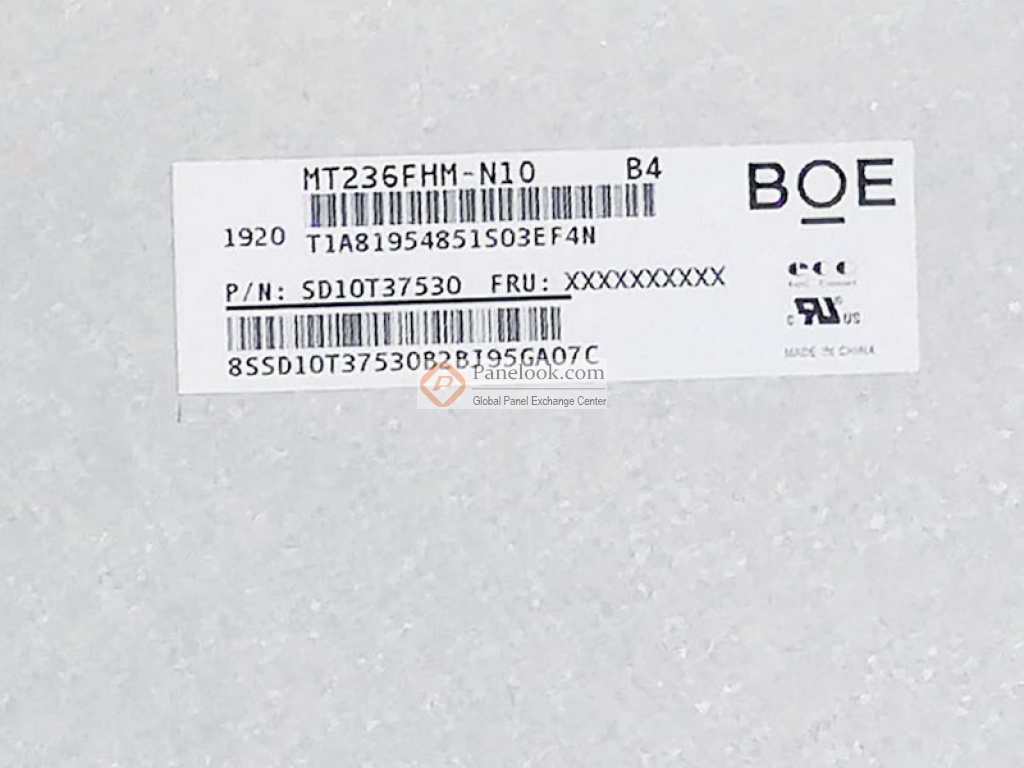 MT236FHM-N10 B4
BOE
1920 T1A81954851S03EF4N
P/N: SD10T37530 FRU: XXXXXXXXXX
c US
8SSD10T37530B2BJ95GA07C
MADE IN CHINA
Panelook.com
Global Panel Exchange Center